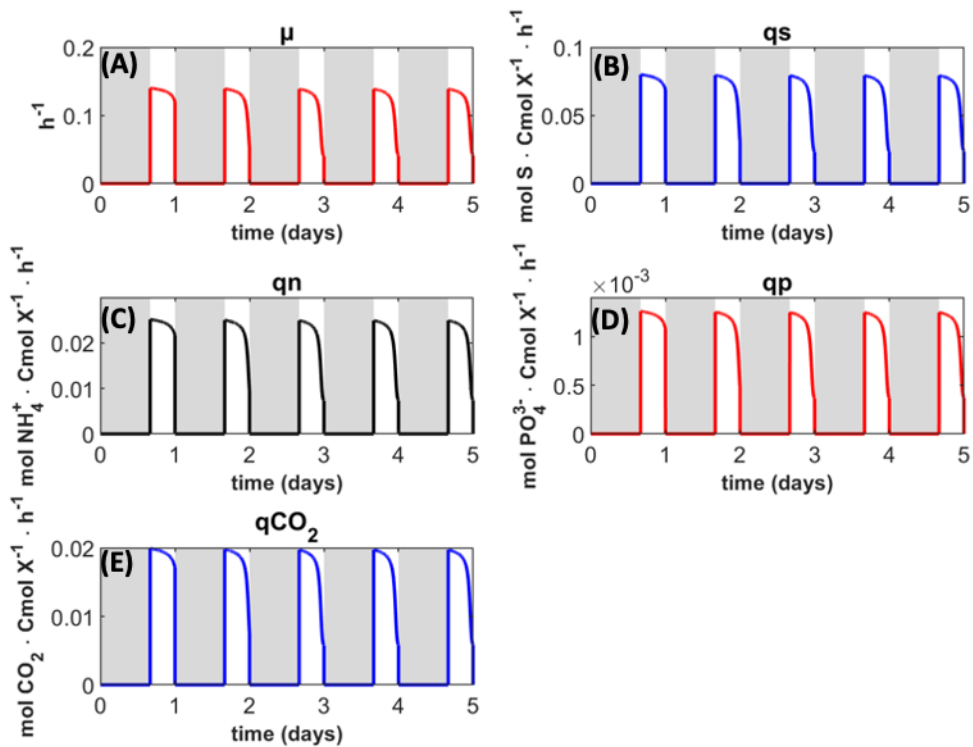 (A)
µ
h⁻¹
0.2
0.1
0
0 1 2 3 4 5
time (days)
(B)
qs
mol S · Cmol X⁻¹ · h⁻¹
0.1
0.05
0
0 1 2 3 4 5
time (days)
(C)
qn
mol NH₄⁺ · Cmol X⁻¹ · h⁻¹
0.02
0.01
0
0 1 2 3 4 5
time (days)
(D)
qp
×10⁻³
mol PO₄³⁻ · Cmol X⁻¹ · h⁻¹
1
0.5
0
0 1 2 3 4 5
time (days)
(E)
qCO₂
mol CO₂ · Cmol X⁻¹ · h⁻¹
0.02
0.01
0
0 1 2 3 4 5
time (days)